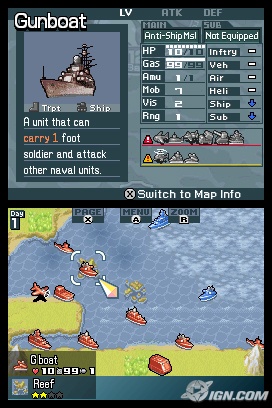 Gunboat
LV ATK DEF
MAIN SUB
Anti-ShipMsl Not Equipped
HP 10/10 Inftry
Gas 99/99 Veh
Amu 1/1 Air
Mob 7 Heli
Vis 2 Ship
Rng 1 Sub
Trpt Ship
A unit that can
carry 1 foot
soldier and attack
other naval units.
X Switch to Map Info
Day 1
PAGE MENU ZOOM
X A R
G'boat
10 99 1
Reef
IGN.COM